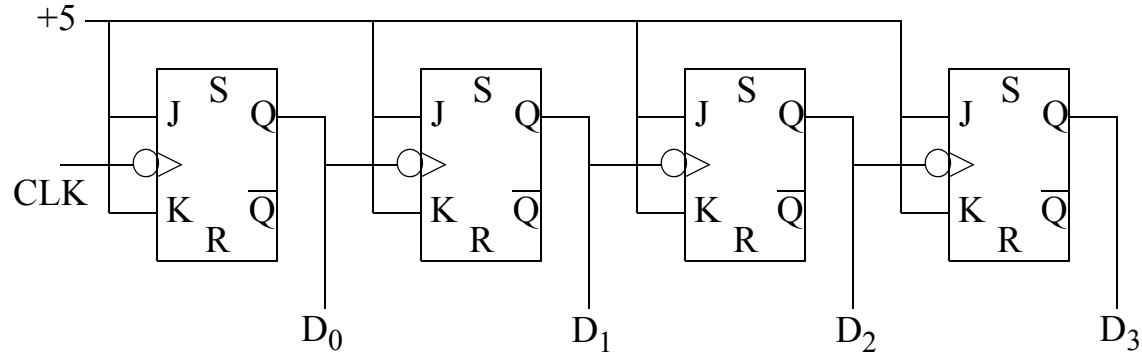 +5
S S S S
J Q J Q J Q J Q
CLK
K Q̅ K Q̅ K Q̅ K Q̅
R R R R
D₀ D₁ D₂ D₃